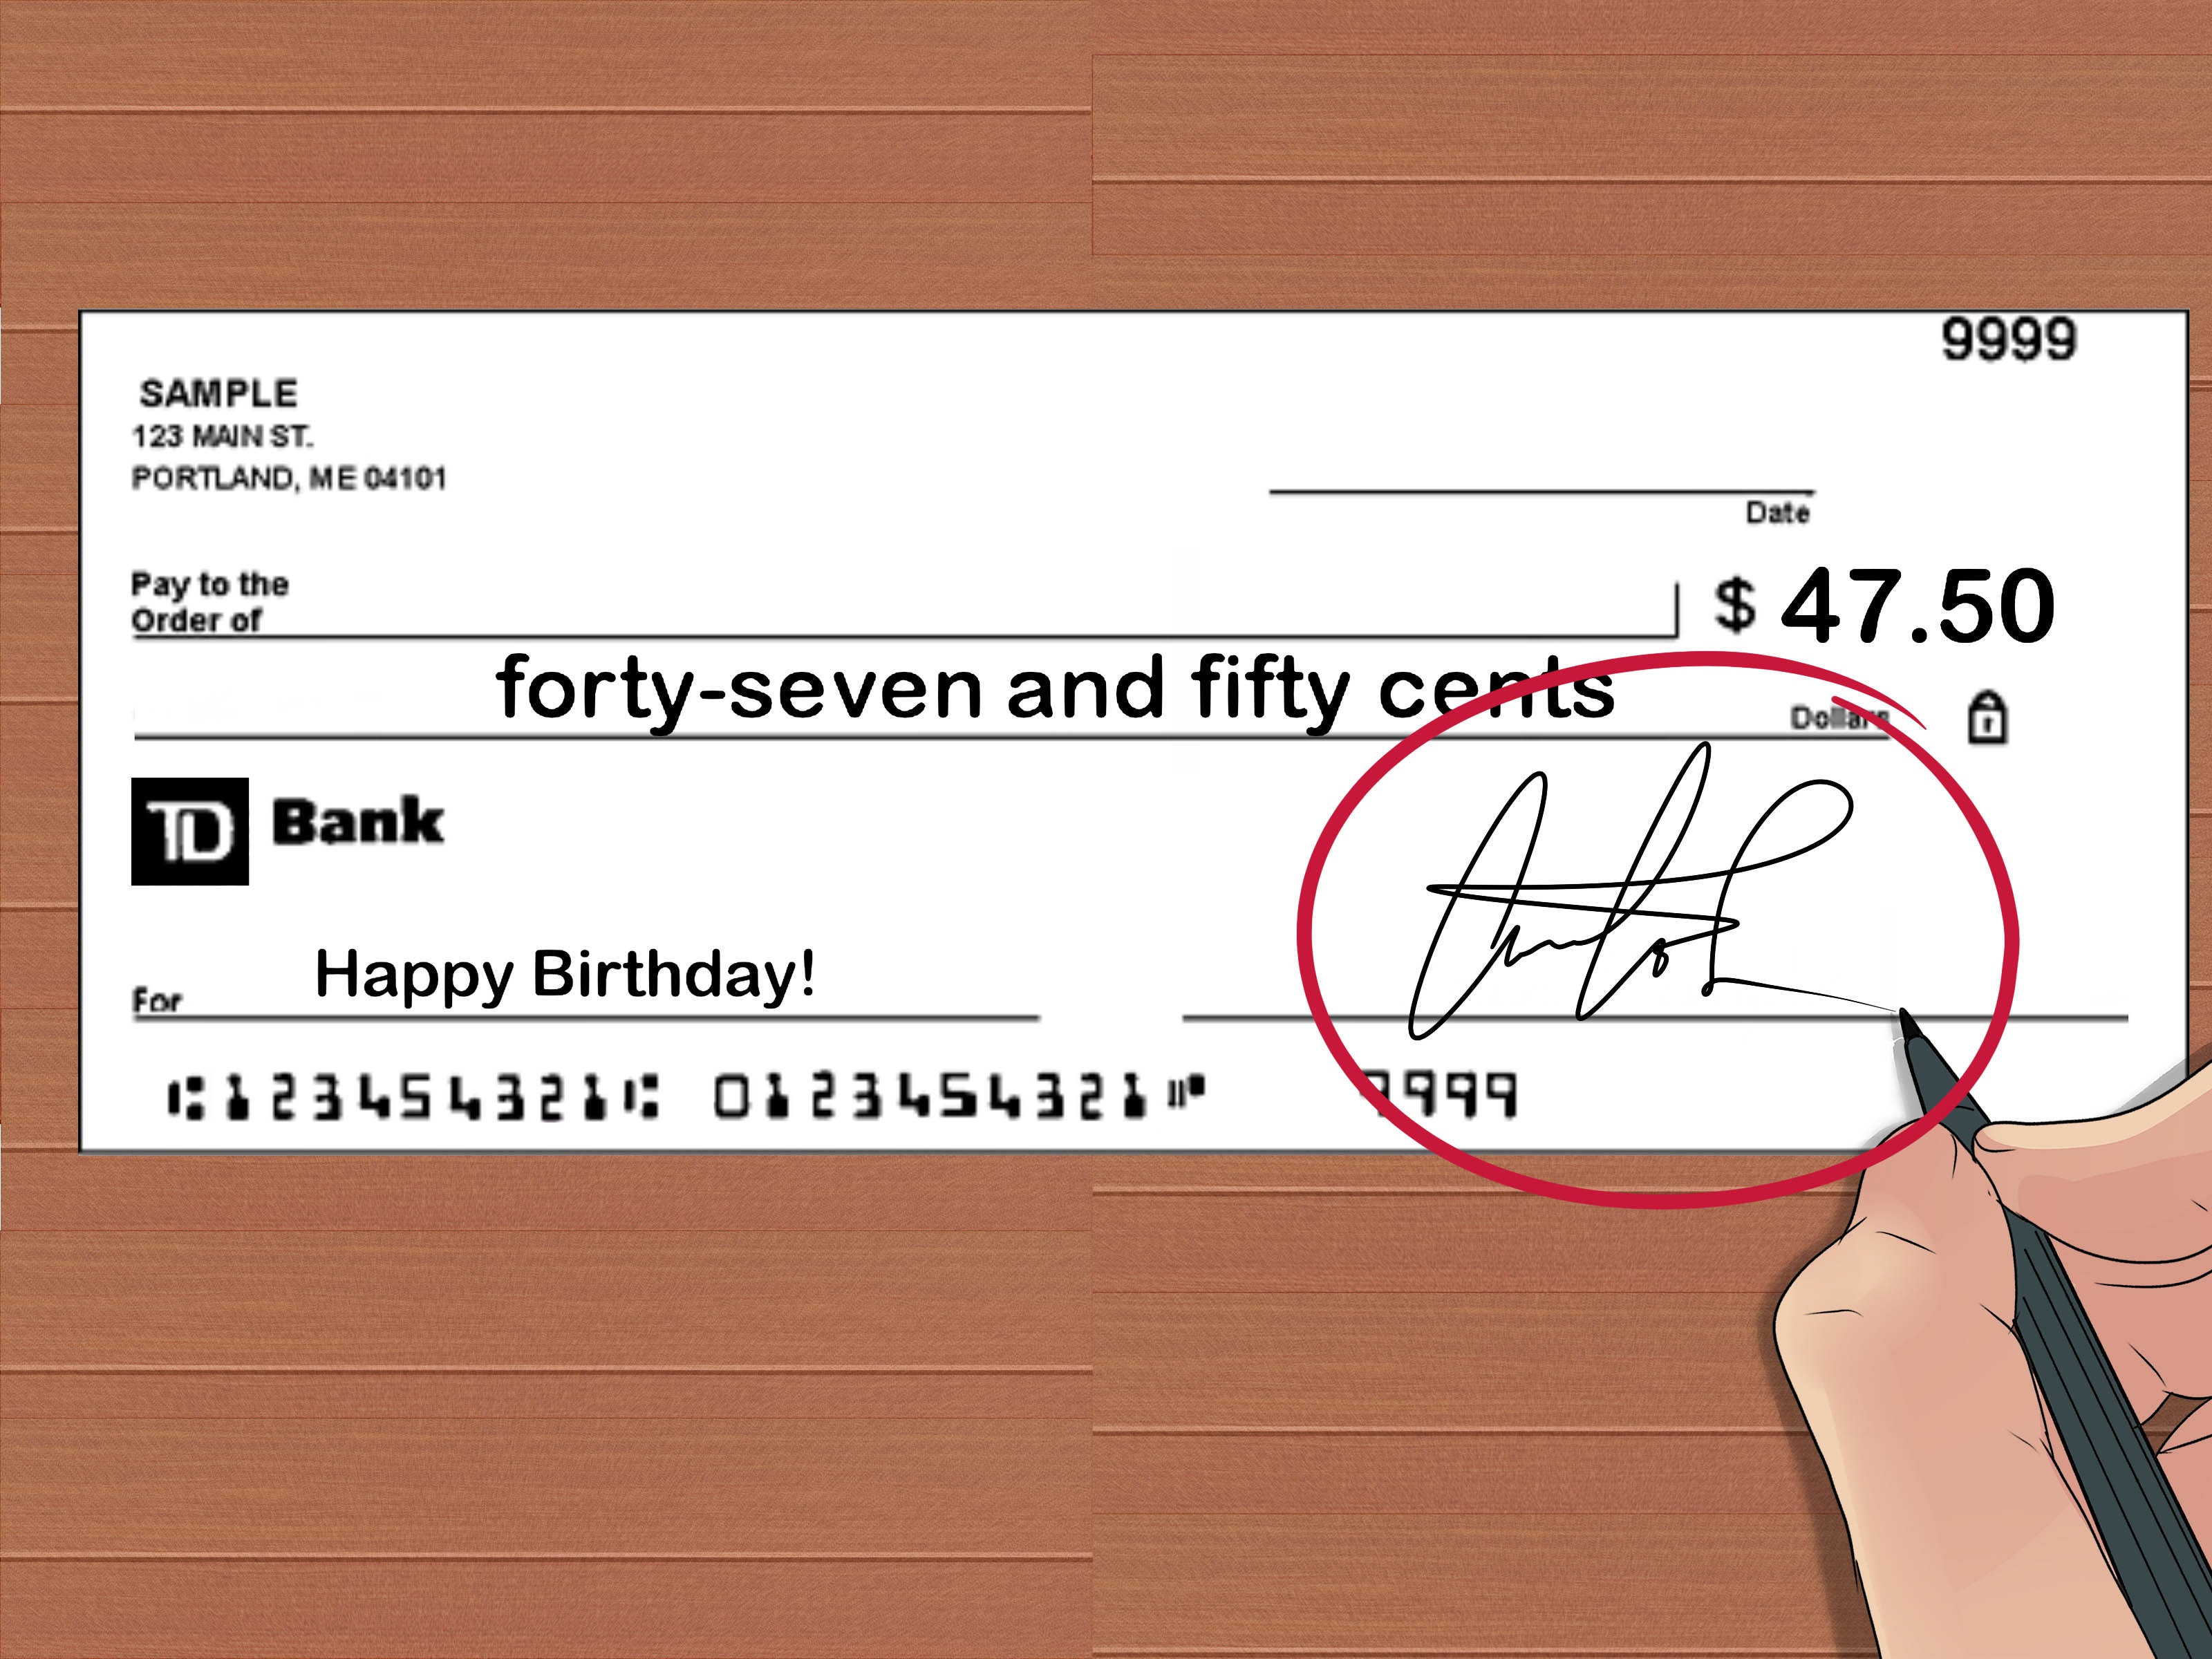 9999
SAMPLE
123 MAIN ST.
PORTLAND, ME 04101
Date
Pay to the
Order of
$ 47.50
forty-seven and fifty cents
Dollars
TD Bank
For Happy Birthday!
⑆123454321⑆ 0123454321⑈ 9999